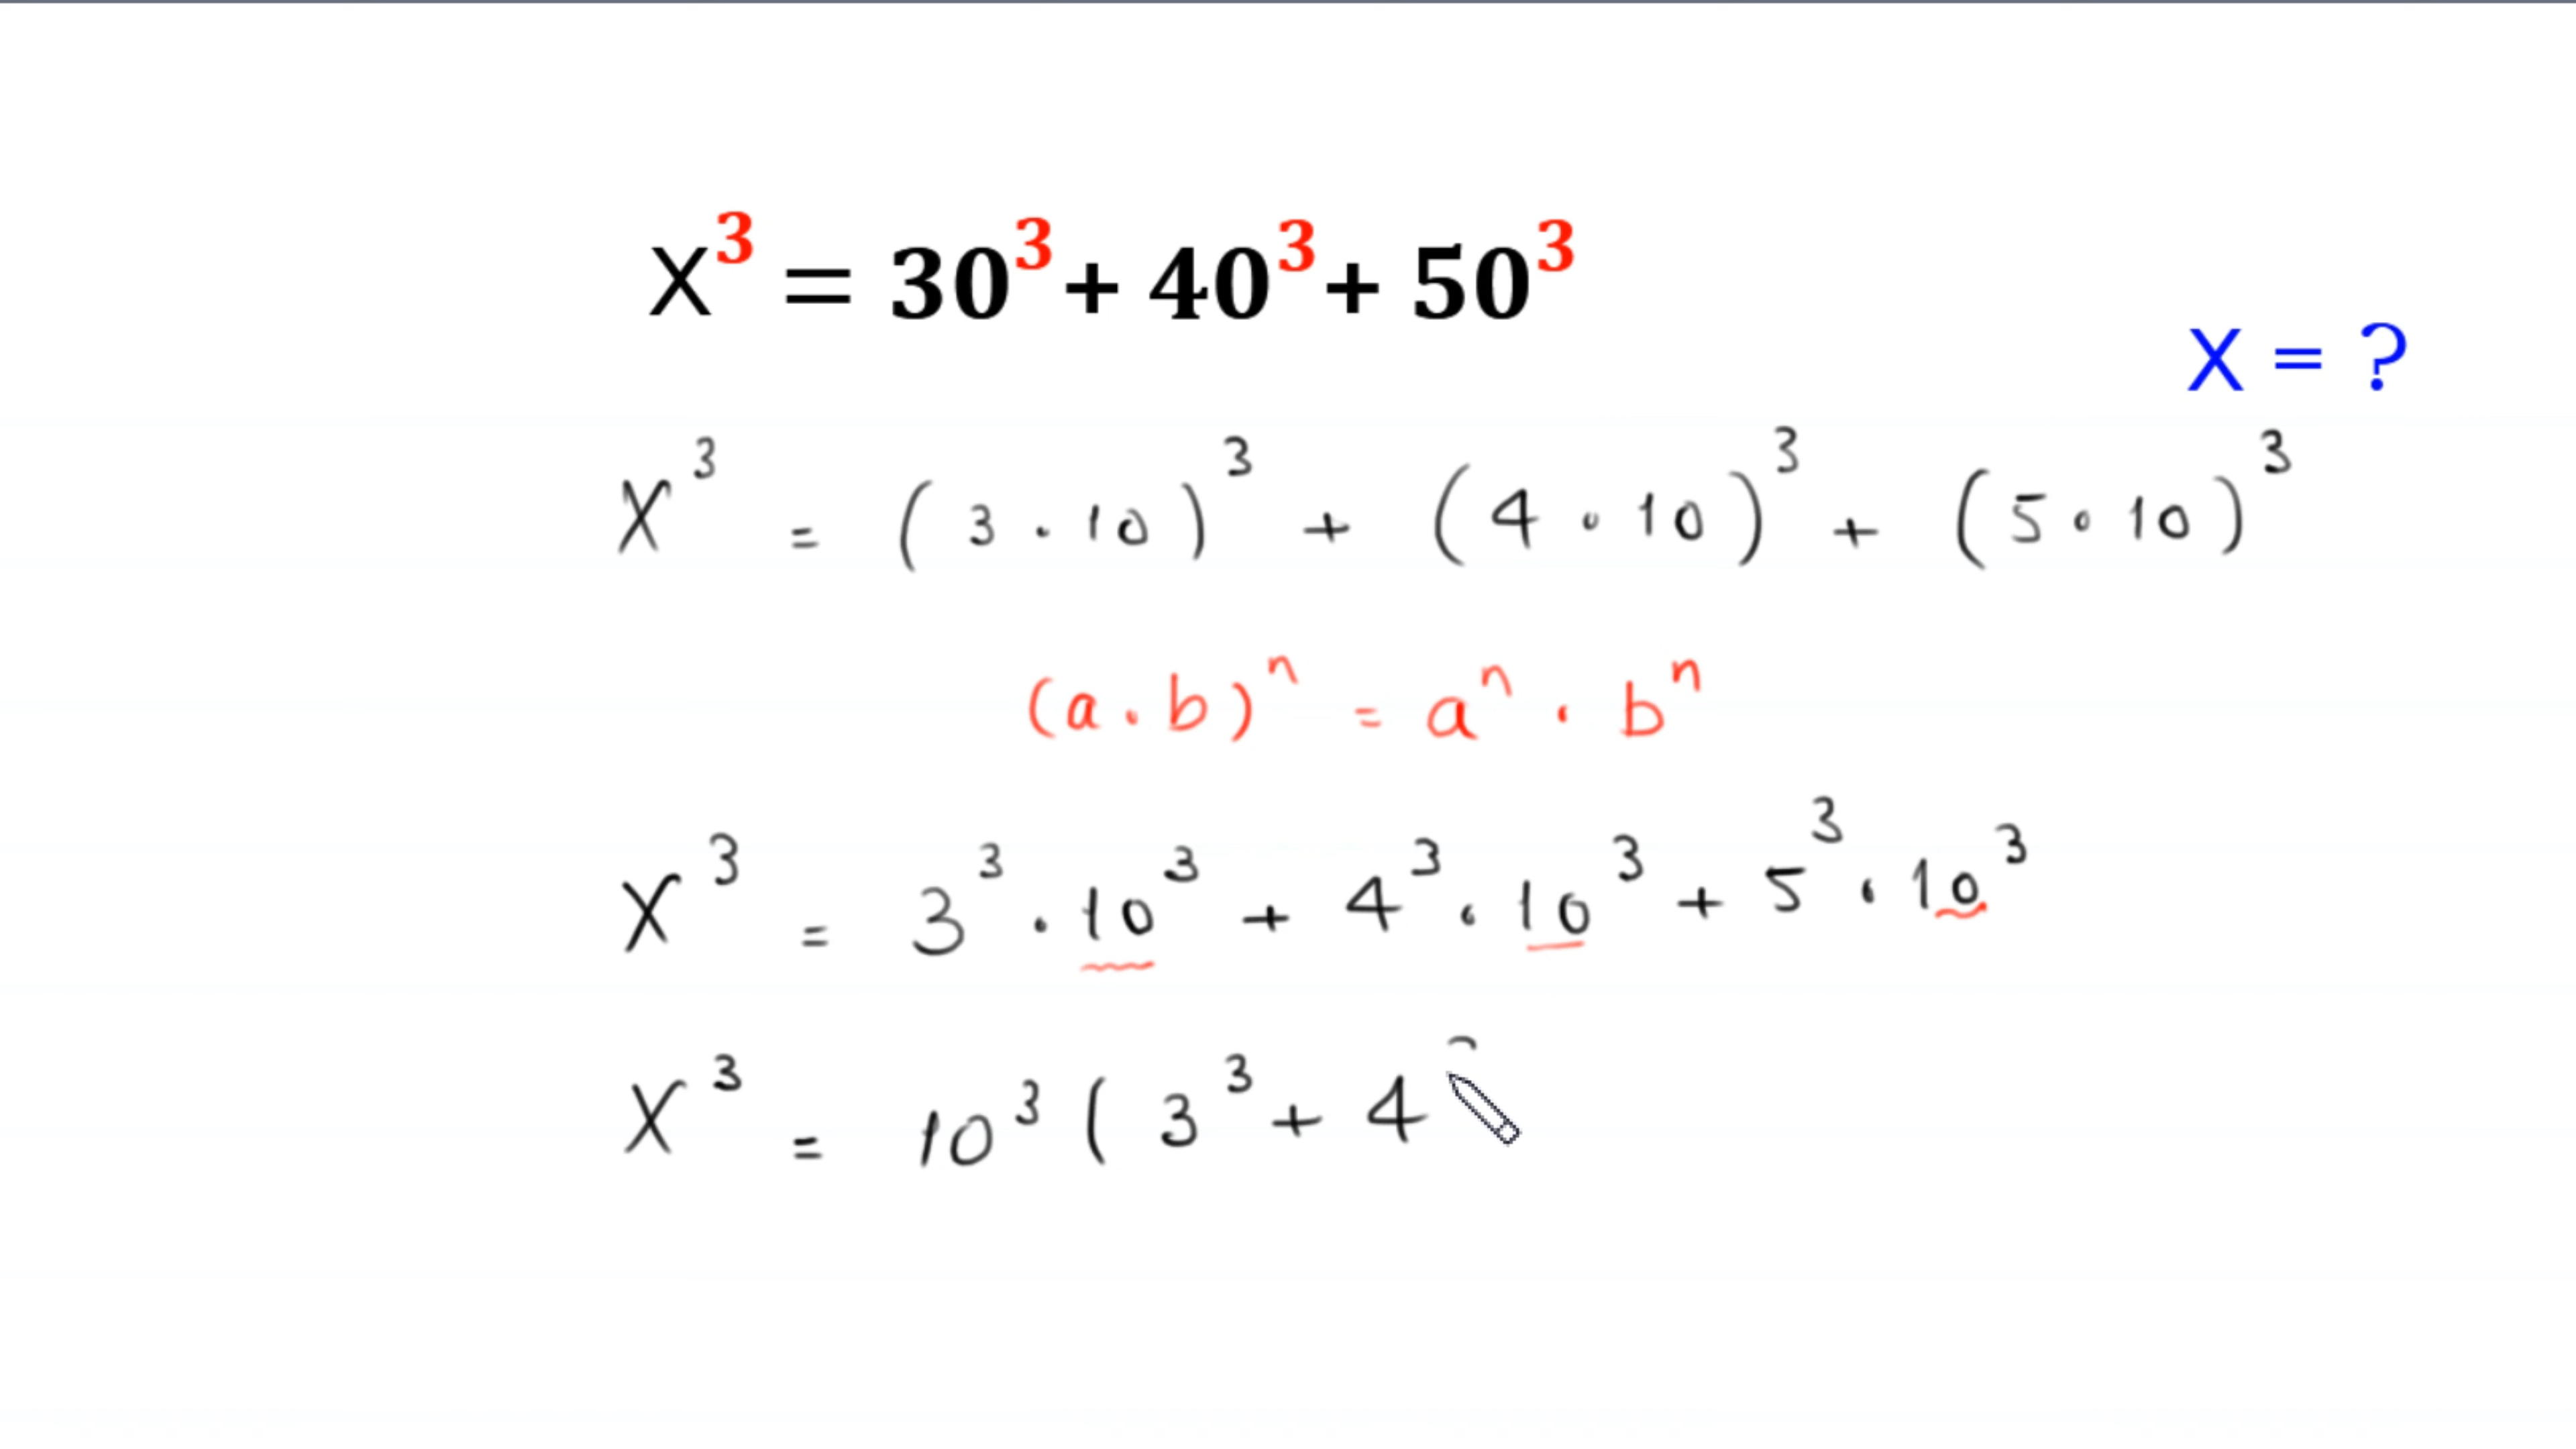 x³ = 30³ + 40³ + 50³
x = ?
X³ = (3 · 10)³ + (4 · 10)³ + (5 · 10)³
(a · b)ⁿ = aⁿ · bⁿ
X³ = 3³ · 10³ + 4³ · 10³ + 5³ · 10³
X³ = 10³ ( 3³ + 4